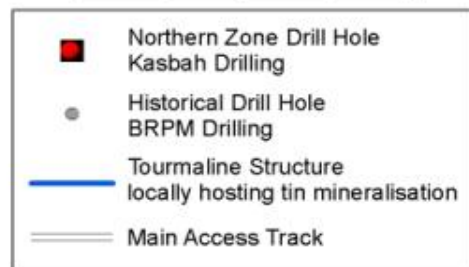 Northern Zone Drill Hole
Kasbah Drilling
Historical Drill Hole
BRPM Drilling
Tourmaline Structure
locally hosting tin mineralisation
Main Access Track